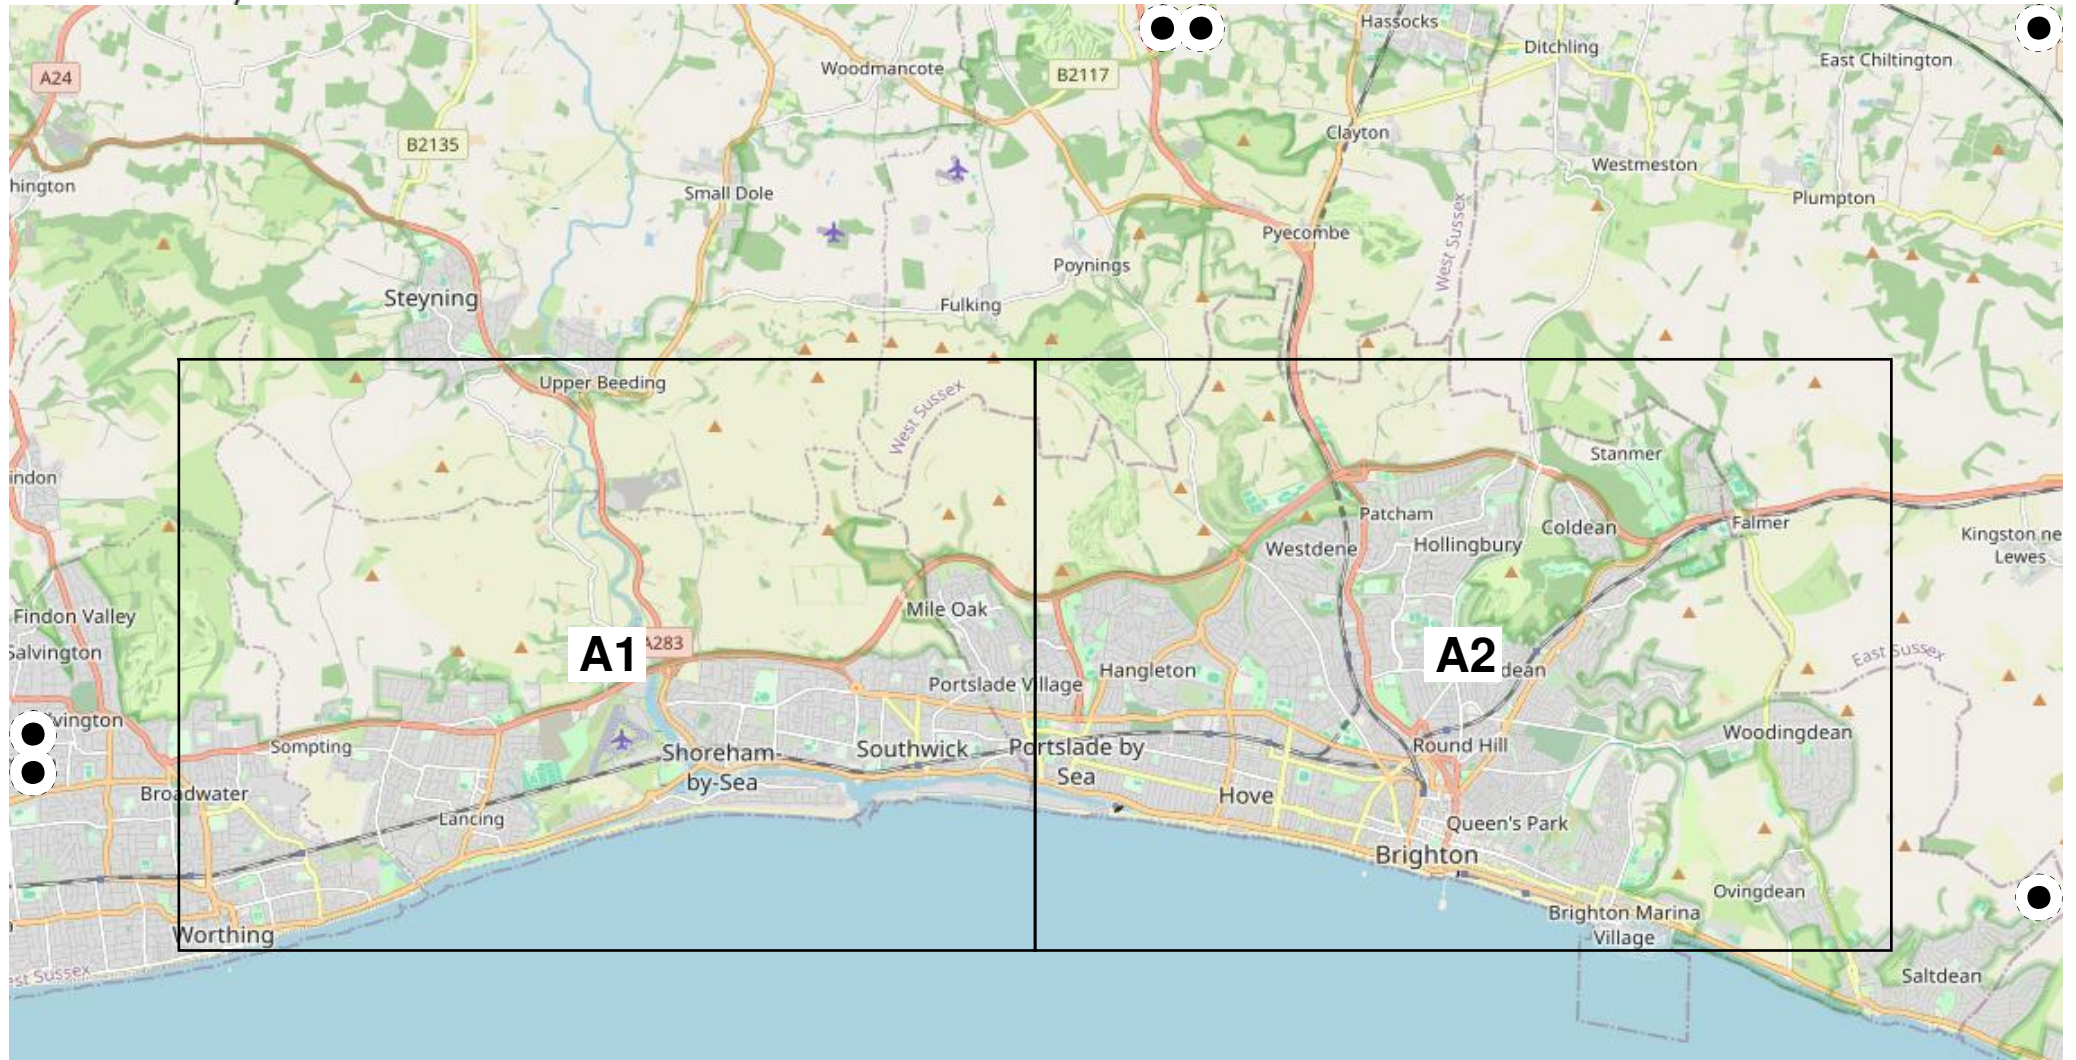 Hassocks
Ditchling
East Chiltington
Woodmancote
B2117
A24
Clayton
B2135
Westmeston
hington
Small Dole
Plumpton
West Sussex
Pyecombe
Poynings
Steyning
Fulking
Upper Beeding
West Sussex
Stanmer
indon
Patcham
Coldean
Falmer
Hollingbury
Westdene
Kingston ne
Lewes
Mile Oak
Findon Valley
A1
A283
A2
Salvington
East Sussex
Hangleton
dean
Portslade Village
vington
Sompting
Woodingdean
Round Hill
Shoreham-
by-Sea
Southwick
Portslade by
Sea
Broadwater
Hove
Lancing
Queen's Park
Brighton
Ovingdean
Brighton Marina
Village
Worthing
est Sussex
Saltdean